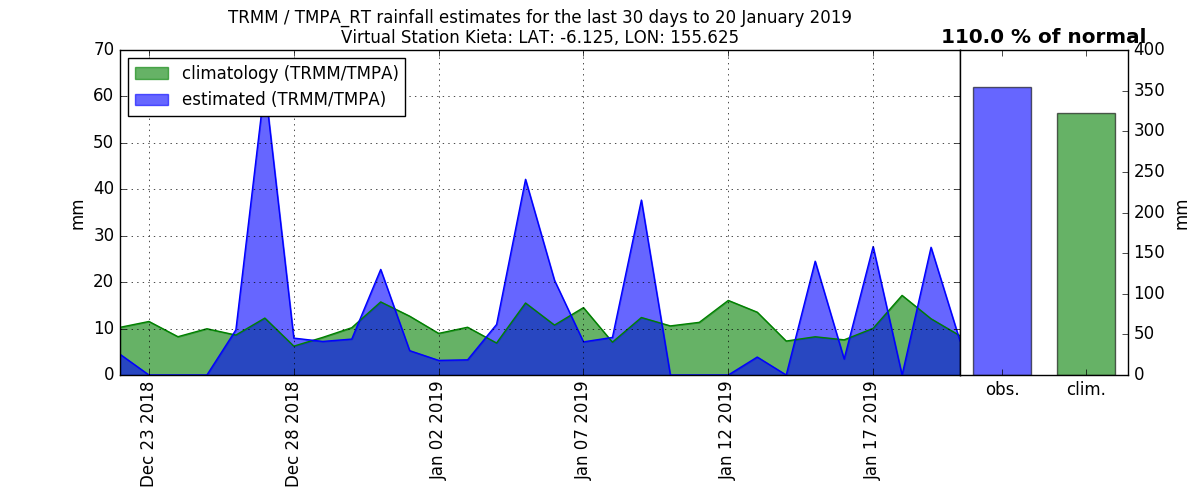 TRMM / TMPA_RT rainfall estimates for the last 30 days to 20 January 2019
Virtual Station Kieta: LAT: -6.125, LON: 155.625
110.0 % of normal
climatology (TRMM/TMPA)
estimated (TRMM/TMPA)
70
60
50
40
30
20
10
0
mm
400
350
300
250
200
150
100
50
0
mm
Dec 23 2018
Dec 28 2018
Jan 02 2019
Jan 07 2019
Jan 12 2019
Jan 17 2019
obs.
clim.